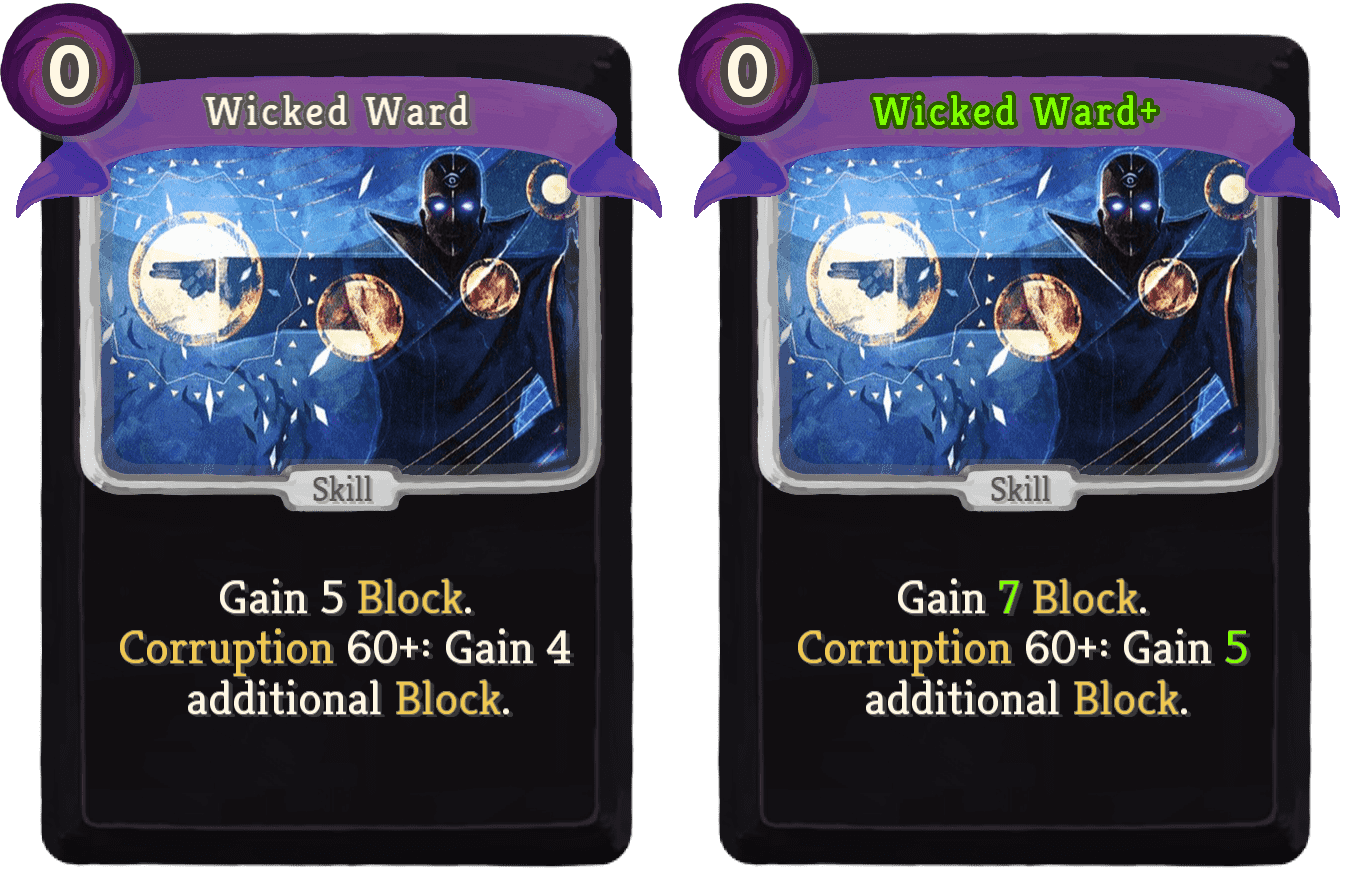 0
Wicked Ward
Skill
Gain 5 Block.
Corruption 60+: Gain 4
additional Block.
0
Wicked Ward+
Skill
Gain 7 Block.
Corruption 60+: Gain 5
additional Block.